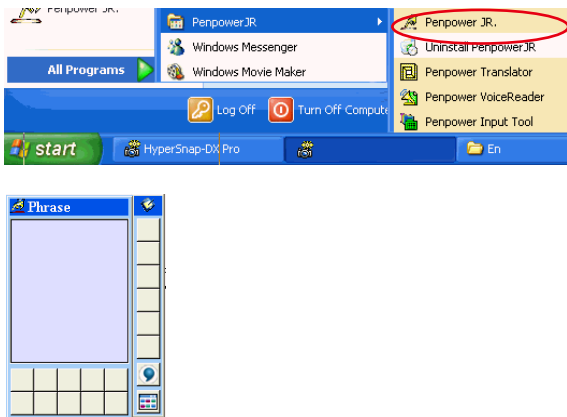 Penpower JR.
PenpowerJR
Penpower JR.
Windows Messenger
Uninstall PenpowerJR
All Programs
Windows Movie Maker
Penpower Translator
Penpower VoiceReader
Log Off
Turn Off Compute
Penpower Input Tool
start
HyperSnap-DX Pro
En
Phrase